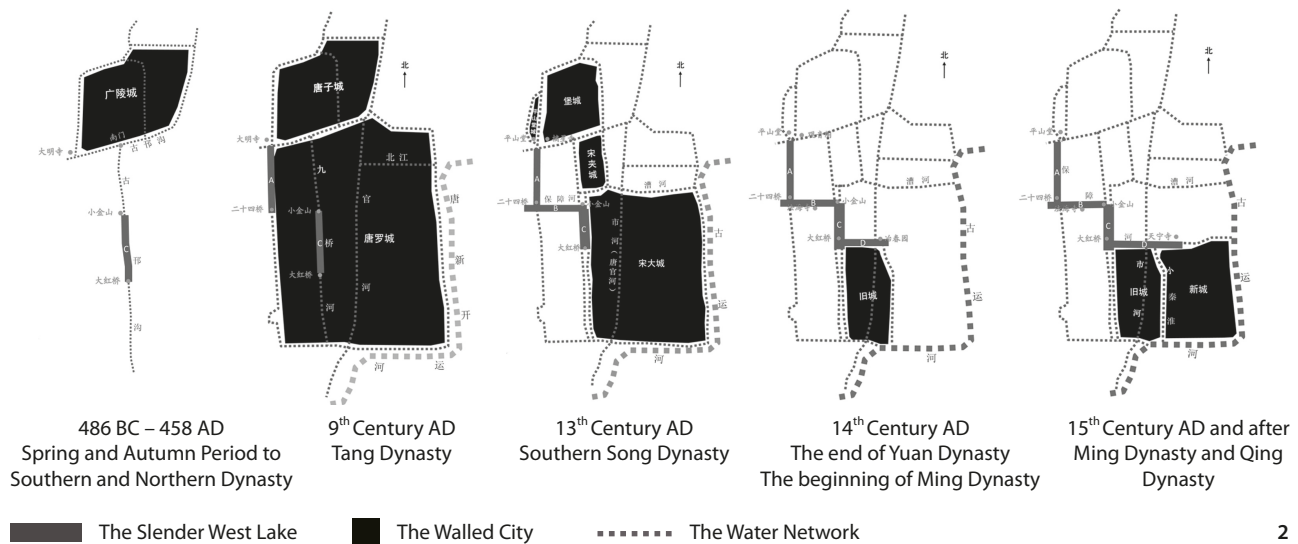 广陵城
南门
大明寺
古邗沟
古
小金山
C
邗
大虹桥
沟
北
唐子城
大明寺
九
北江
A
官
唐
二十四桥
小金山
唐罗城
新
C 桥
大虹桥
河
河
开
河
运
北
堡城
平山堂
宋夹城
A
漕河
二十四桥
保障河
B
小金山
C
市河(唐官河)
古
大虹桥
宋大城
运
河
北
平山堂
A
漕河
二十四桥
B
小金山
C
古
大虹桥
D
旧城
运
河
北
平山堂
A 保
漕河
二十四桥
障
B
小金山
C
古
大虹桥
河
天宁寺
D
市
小
旧城
秦
新城
运
河
淮
河
486 BC – 458 AD
Spring and Autumn Period to
Southern and Northern Dynasty
9th Century AD
Tang Dynasty
13th Century AD
Southern Song Dynasty
14th Century AD
The end of Yuan Dynasty
The beginning of Ming Dynasty
15th Century AD and after
Ming Dynasty and Qing
Dynasty
The Slender West Lake
The Walled City
The Water Network
2